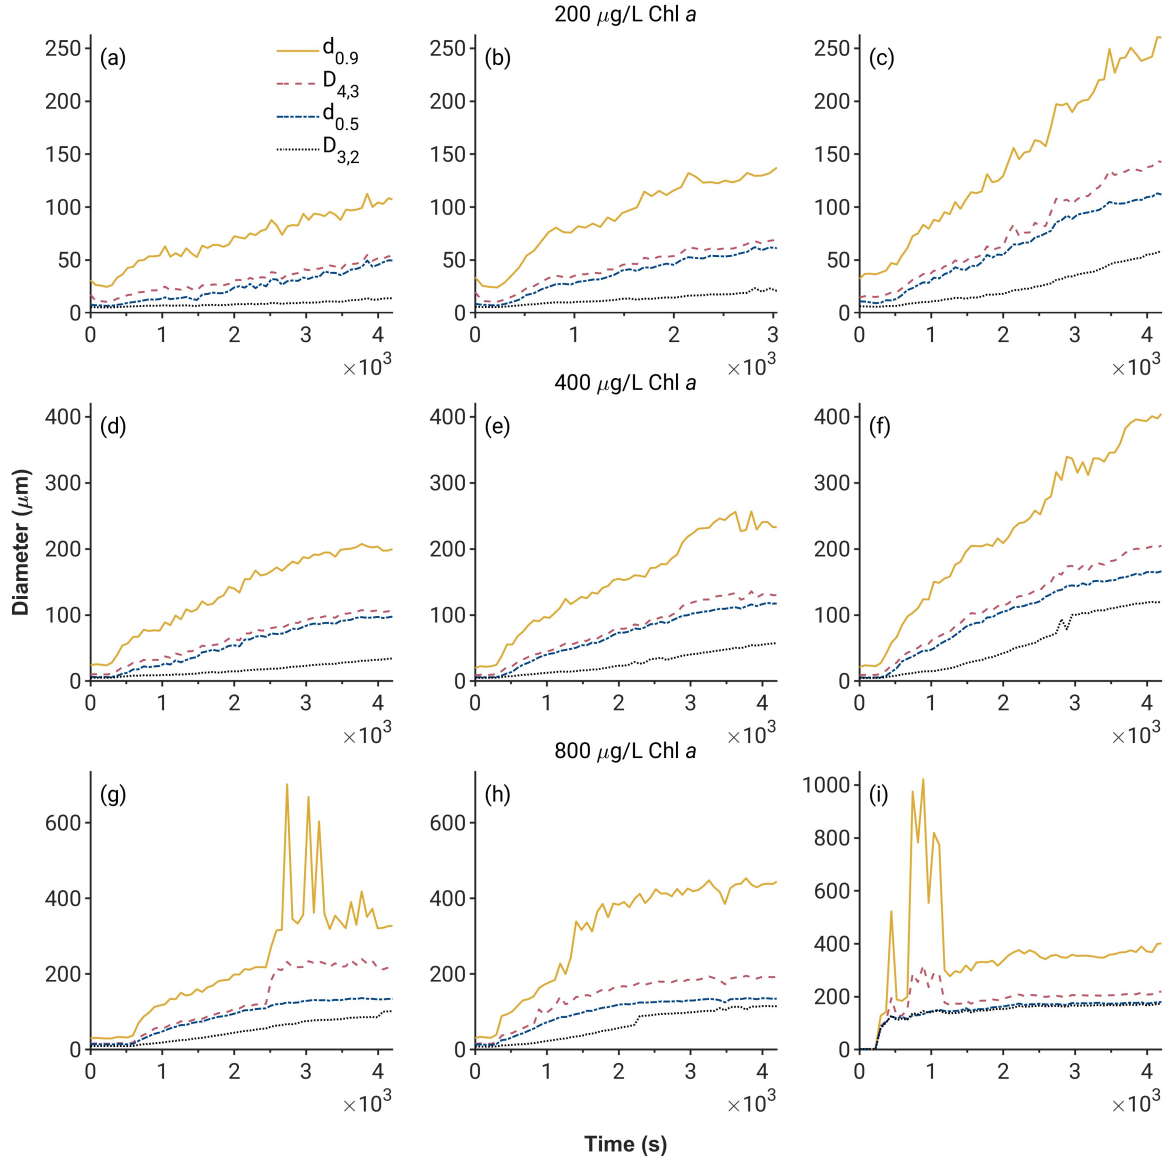 200 μg/L Chl a
(a)
d0.9
D4,3
d0.5
D3,2
250
200
150
100
50
0
0 1 2 3 4
×10³
(b)
250
200
150
100
50
0
0 1 2 3
×10³
(c)
250
200
150
100
50
0
0 1 2 3 4
×10³
400 μg/L Chl a
(d)
400
300
200
100
0
0 1 2 3 4
×10³
(e)
400
300
200
100
0
0 1 2 3 4
×10³
(f)
400
300
200
100
0
0 1 2 3 4
×10³
Diameter (μm)
800 μg/L Chl a
(g)
600
400
200
0
0 1 2 3 4
×10³
(h)
600
400
200
0
0 1 2 3 4
×10³
(i)
1000
800
600
400
200
0
0 1 2 3 4
×10³
Time (s)